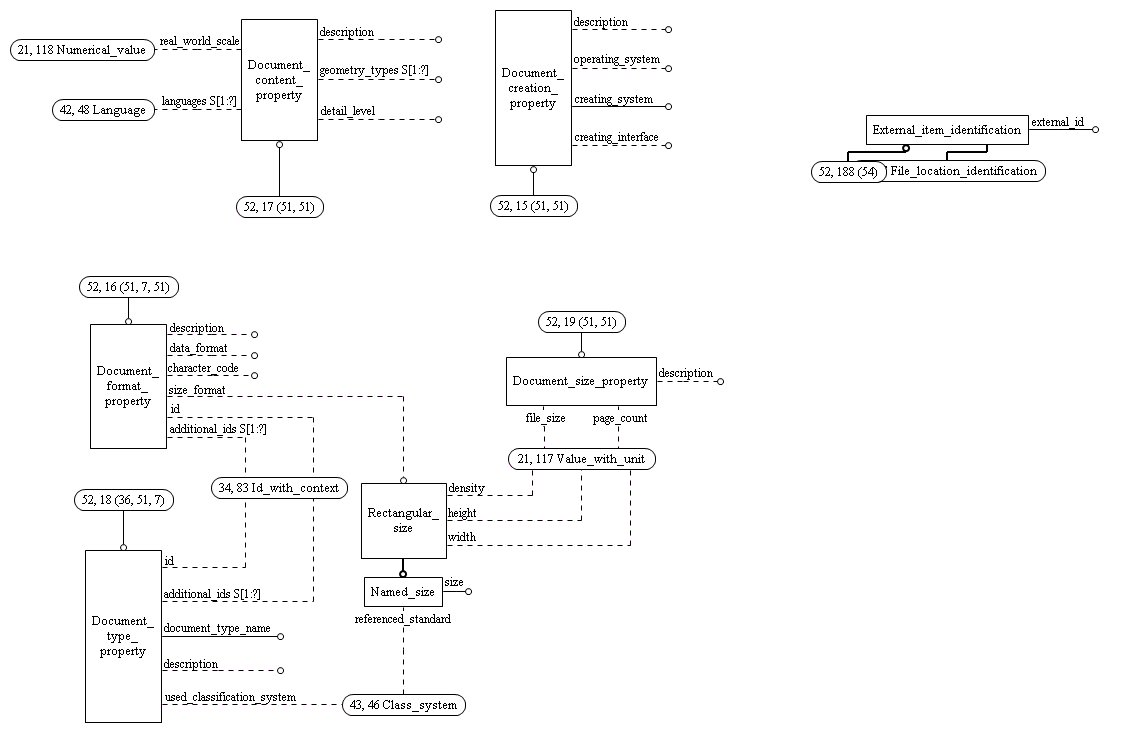 21, 118 Numerical_value
real_world_scale
42, 48 Language
languages S[1:?]
Document_
content_
property
description
geometry_types S[1:?]
detail_level
52, 17 (51, 51)
Document_
creation_
property
description
operating_system
creating_system
creating_interface
52, 15 (51, 51)
External_item_identification
external_id
52, 188 (54)
File_location_identification
52, 16 (51, 7, 51)
Document_
format_
property
description
data_format
character_code
size_format
id
additional_ids S[1:?]
52, 19 (51, 51)
Document_size_property
description
file_size
page_count
21, 117 Value_with_unit
34, 83 Id_with_context
Rectangular_
size
density
height
width
Named_size
size
referenced_standard
52, 18 (36, 51, 7)
Document_
type_
property
id
additional_ids S[1:?]
document_type_name
description
used_classification_system
43, 46 Class_system